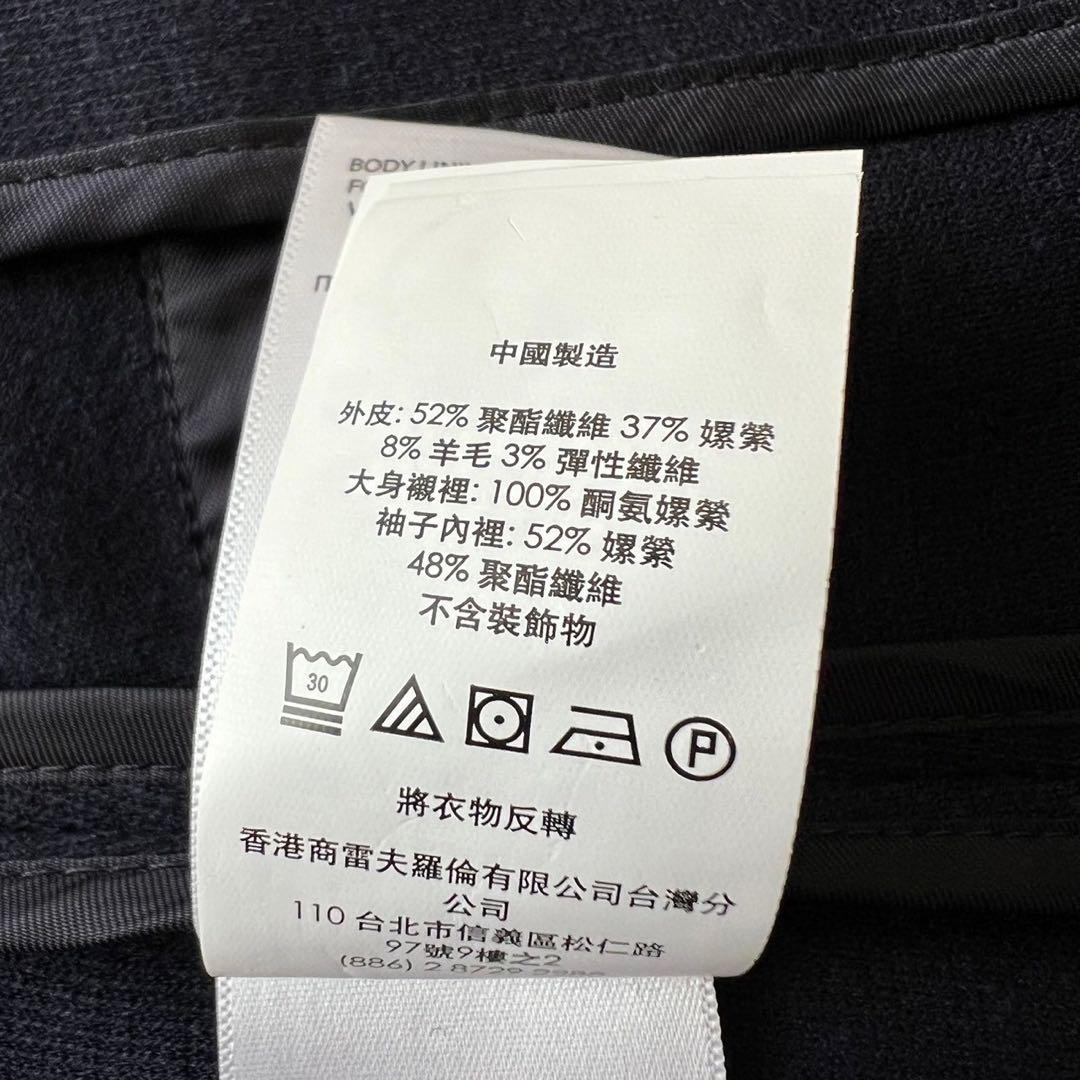 中國製造
外皮: 52% 聚酯纖維 37% 嫘縈
8% 羊毛 3% 彈性纖維
大身襯裡: 100% 酮氨嫘縈
袖子內裡: 52% 嫘縈
48% 聚酯纖維
不含裝飾物
30
P
將衣物反轉
香港商雷夫羅倫有限公司台灣分
公司
110 台北市信義區松仁路
97號9樓之2
(886) 2 8729